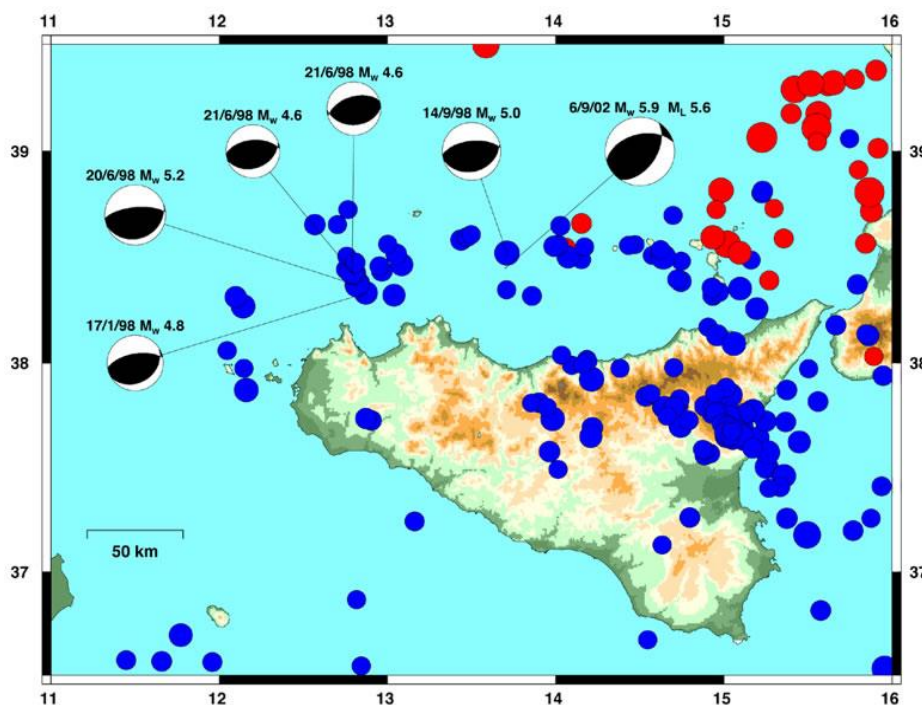 11 12 13 14 15 16
21/6/98 Mw 4.6
21/6/98 Mw 4.6
14/9/98 Mw 5.0
6/9/02 Mw 5.9 ML 5.6
39 39
20/6/98 Mw 5.2
17/1/98 Mw 4.8
38 38
50 km
37 37
11 12 13 14 15 16